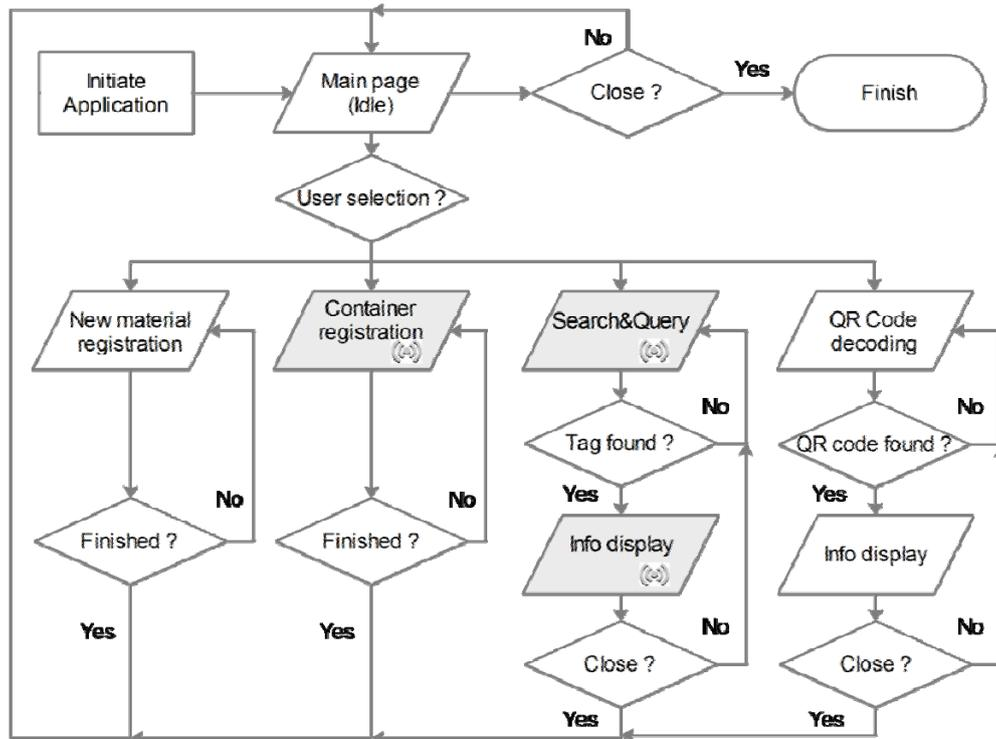 No
Initiate
Application
Main page
(Idle)
Close ?
Yes
Finish
User selection ?
New material
registration
Container
registration
Search&Query
QR Code
decoding
No
No
Tag found ?
QR code found ?
No
No
Yes
Yes
Finished ?
Finished ?
Info display
Info display
Yes
Yes
No
No
Close ?
Close ?
Yes
Yes